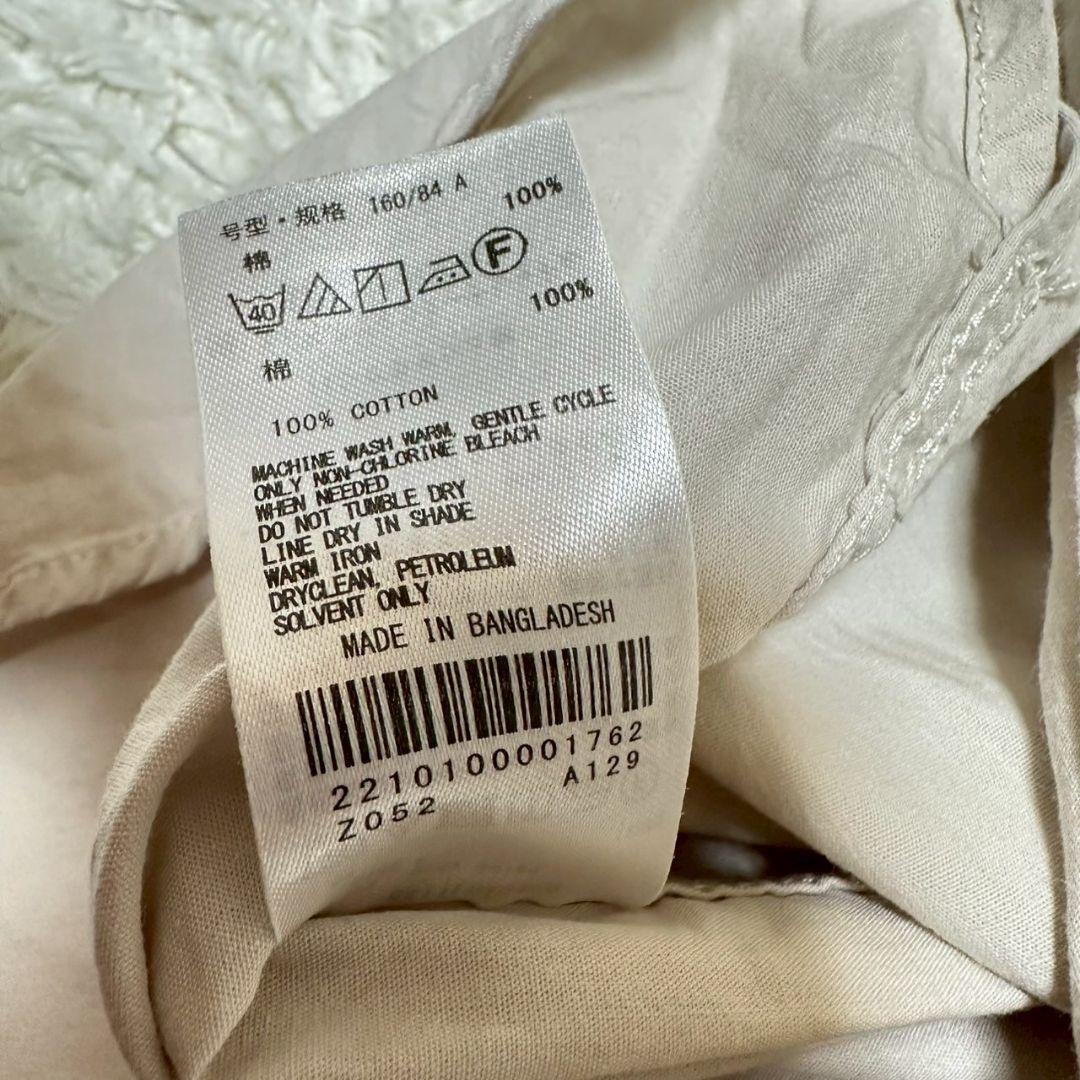 号型・规格 160/84 A
棉 100%
40 F
棉 100%
100% COTTON
MACHINE WASH WARM, GENTLE CYCLE
ONLY NON-CHLORINE BLEACH
WHEN NEEDED
DO NOT TUMBLE DRY
LINE DRY IN SHADE
WARM IRON
DRYCLEAN, PETROLEUM
SOLVENT ONLY
MADE IN BANGLADESH
2210100001762
Z052 A129